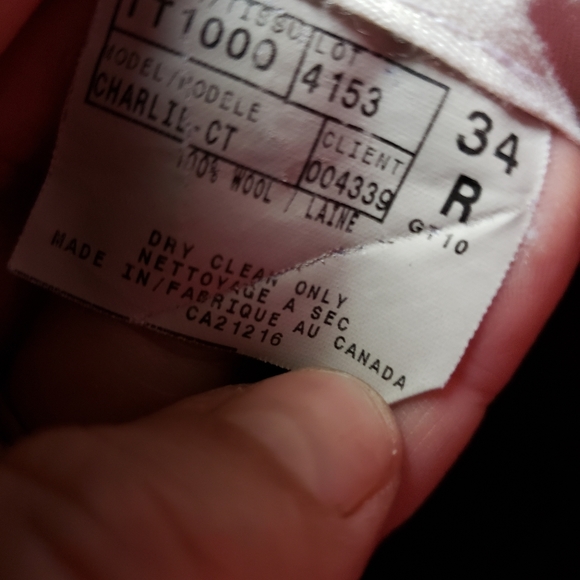 /TISSU LOT
TT1000 4153
MODEL/MODELE
CHARLIE-CT
CLIENT
004339
34
R
GT10
100% WOOL / LAINE
DRY CLEAN ONLY
NETTOYAGE A SEC
MADE IN/FABRIQUE AU CANADA
CA21216